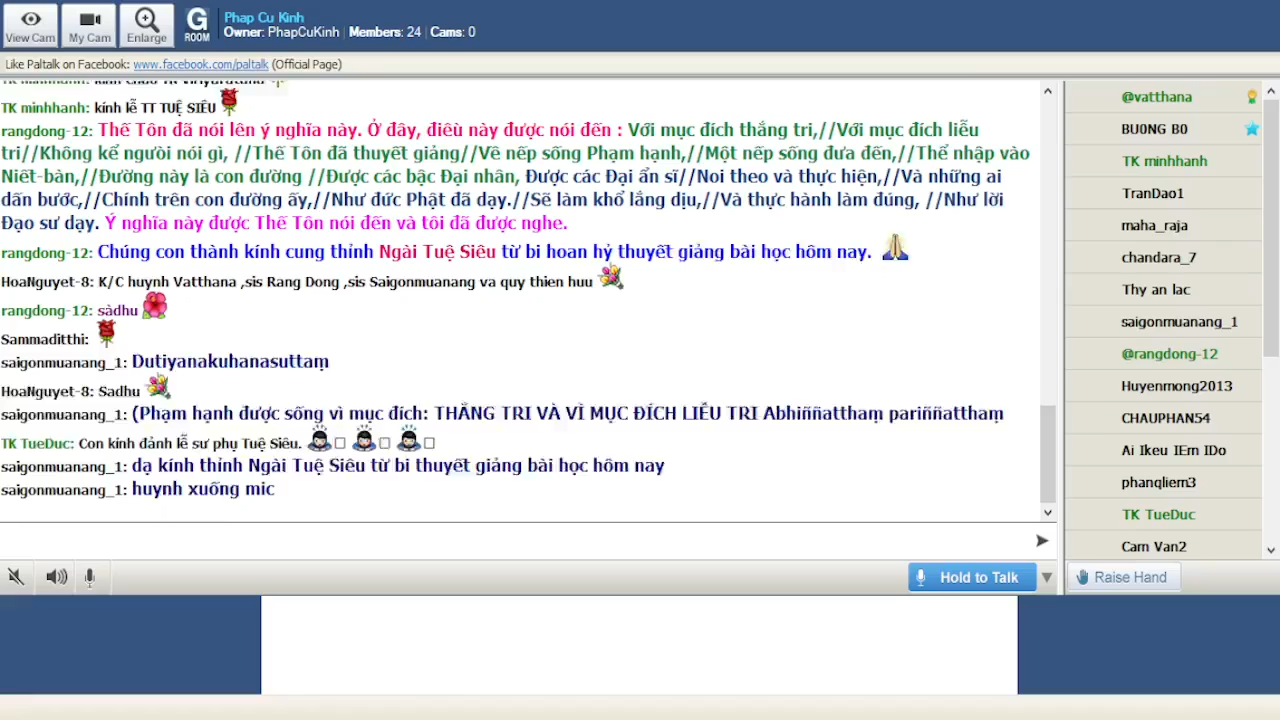 View Cam
My Cam
Enlarge
G
ROOM
Phap Cu Kinh
Owner: PhapCuKinh | Members: 24 | Cams: 0
Like Paltalk on Facebook: www.facebook.com/paltalk (Official Page)
TK minhhanh: kính lễ TT TUỆ SIÊU
rangdong-12: Thế Tôn đã nói lên ý nghĩa này. Ở đây, điều này được nói đến : Với mục đích thắng tri,//Với mục đích liễu
tri//Không kể người nói gì, //Thế Tôn đã thuyết giảng//Về nếp sống Phạm hạnh,//Một nếp sống đưa đến,//Thể nhập vào
Niết-bàn,//Đường này là con đường //Được các bậc Đại nhân, Được các Đại ẩn sĩ//Noi theo và thực hiện,//Và những ai
dấn bước,//Chính trên con đường ấy,//Như đức Phật đã dạy.//Sẽ làm khổ lắng dịu,//Và thực hành làm đúng, //Như lời
Đạo sư dạy. Ý nghĩa này được Thế Tôn nói đến và tôi đã được nghe.
rangdong-12: Chúng con thành kính cung thỉnh Ngài Tuệ Siêu từ bi hoan hỷ thuyết giảng bài học hôm nay.
HoaNguyet-8: K/C huynh Vatthana ,sis Rang Dong ,sis Saigonmuanang va quy thien huu
rangdong-12: sàdhu
Sammaditthi:
saigonmuanang_1: Dutiyanakuhanasuttaṃ
HoaNguyet-8: Sadhu
saigonmuanang_1: (Phạm hạnh được sống vì mục đích: THẮNG TRI VÀ VÌ MỤC ĐÍCH LIỄU TRI Abhiññatthaṃ pariññatthaṃ
TK TueDuc: Con kính đảnh lễ sư phụ Tuệ Siêu.
saigonmuanang_1: dạ kính thỉnh Ngài Tuệ Siêu từ bi thuyết giảng bài học hôm nay
saigonmuanang_1: huynh xuống mic
@vatthana
BU0NG B0
TK minhhanh
TranDao1
maha_raja
chandara_7
Thy an lac
saigonmuanang_1
@rangdong-12
Huyenmong2013
CHAUPHAN54
Ai Ikeu IEm IDo
phanqliem3
TK TueDuc
Cam Van2
Hold to Talk
Raise Hand